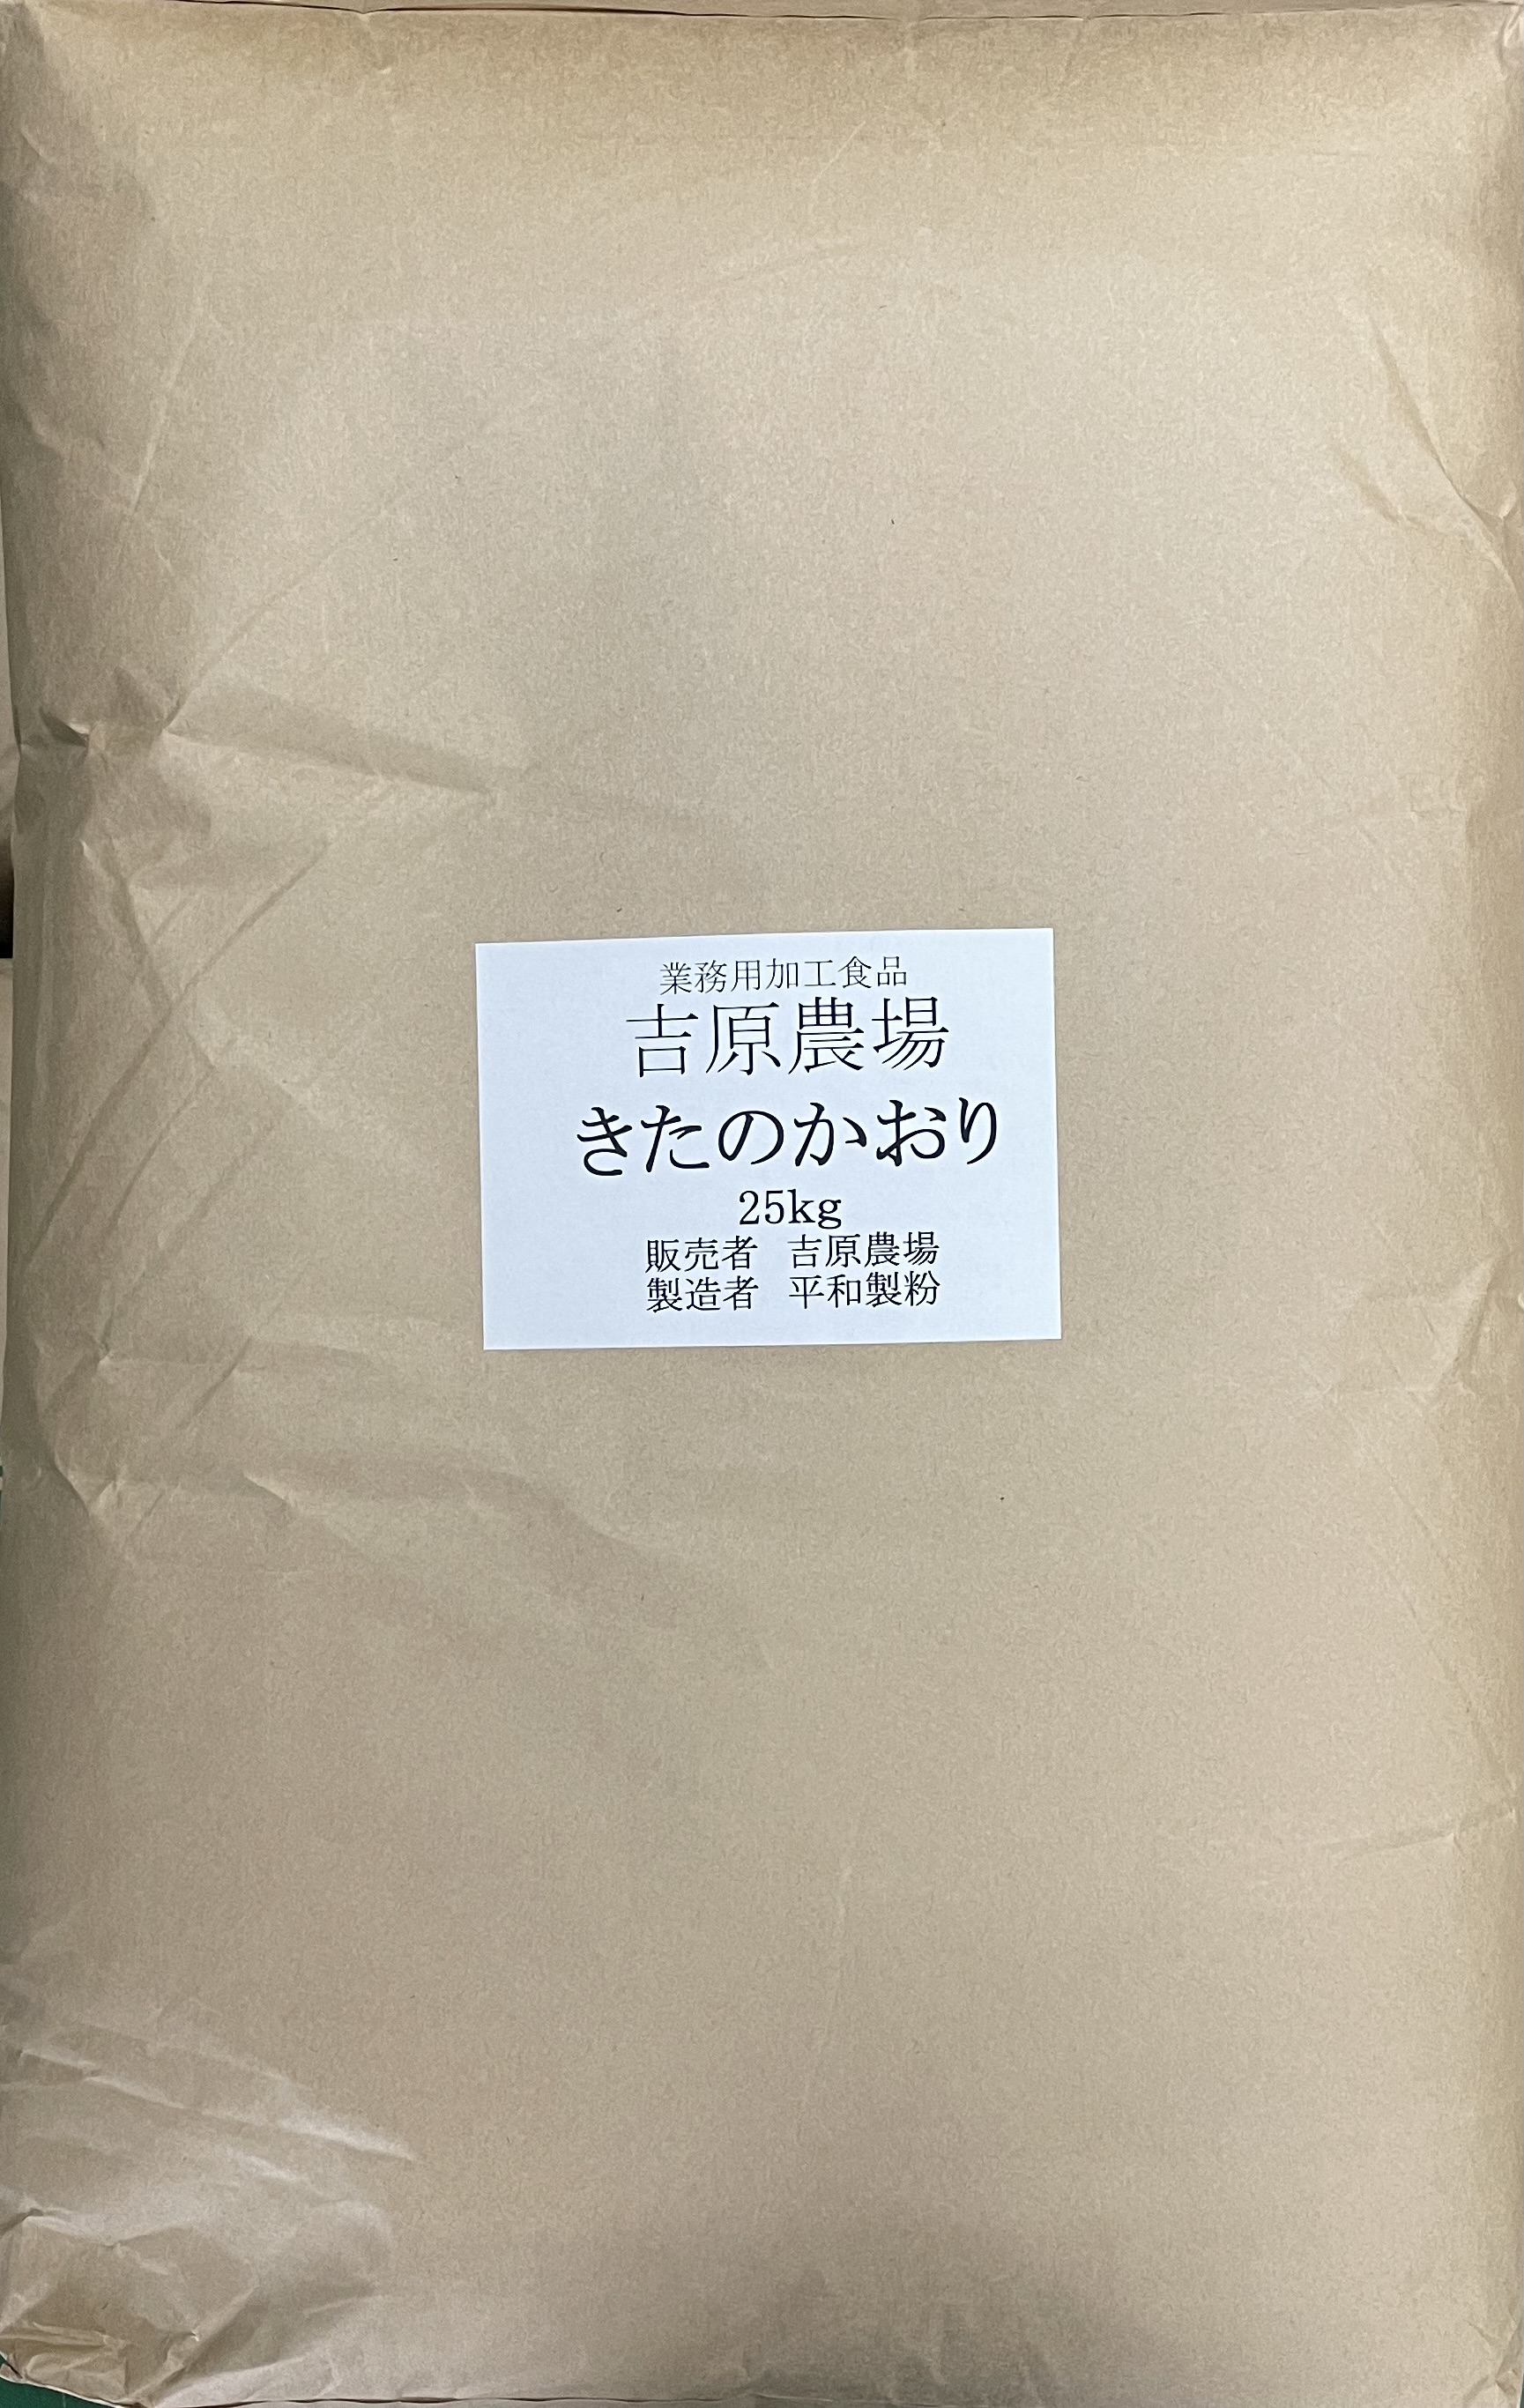 業務用加工食品
吉原農場
きたのかおり
25kg
販売者 吉原農場
製造者 平和製粉